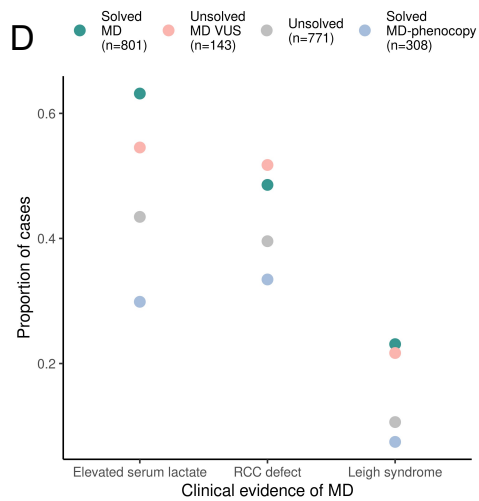 D
Solved
MD
(n=801)
Unsolved
MD VUS
(n=143)
Unsolved
(n=771)
Solved
MD-phenocopy
(n=308)
Proportion of cases
0.6
0.4
0.2
Elevated serum lactate
RCC defect
Leigh syndrome
Clinical evidence of MD